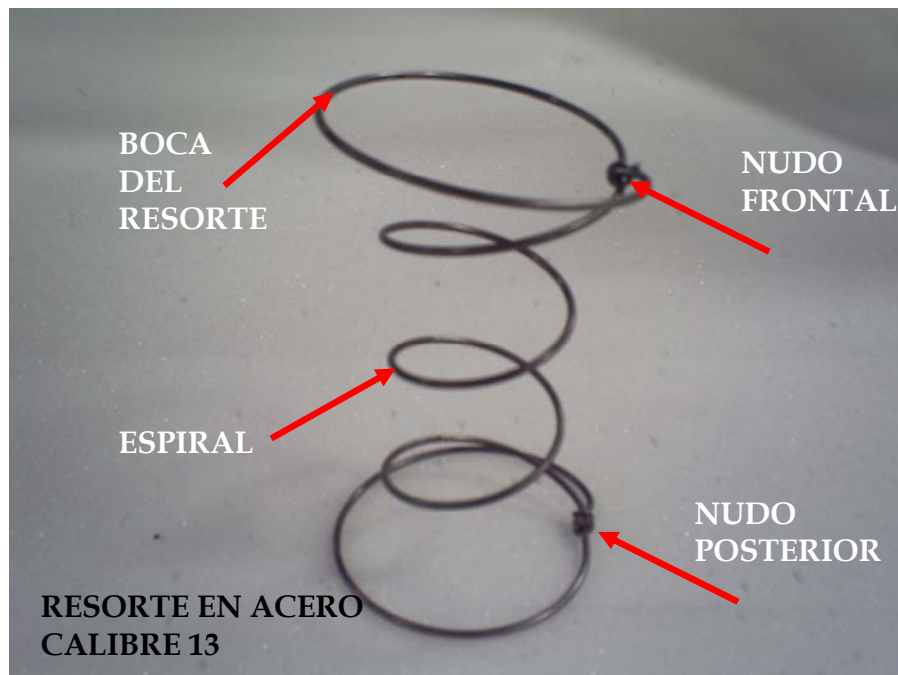 BOCA
DEL
RESORTE
NUDO
FRONTAL
ESPIRAL
NUDO
POSTERIOR
RESORTE EN ACERO
CALIBRE 13